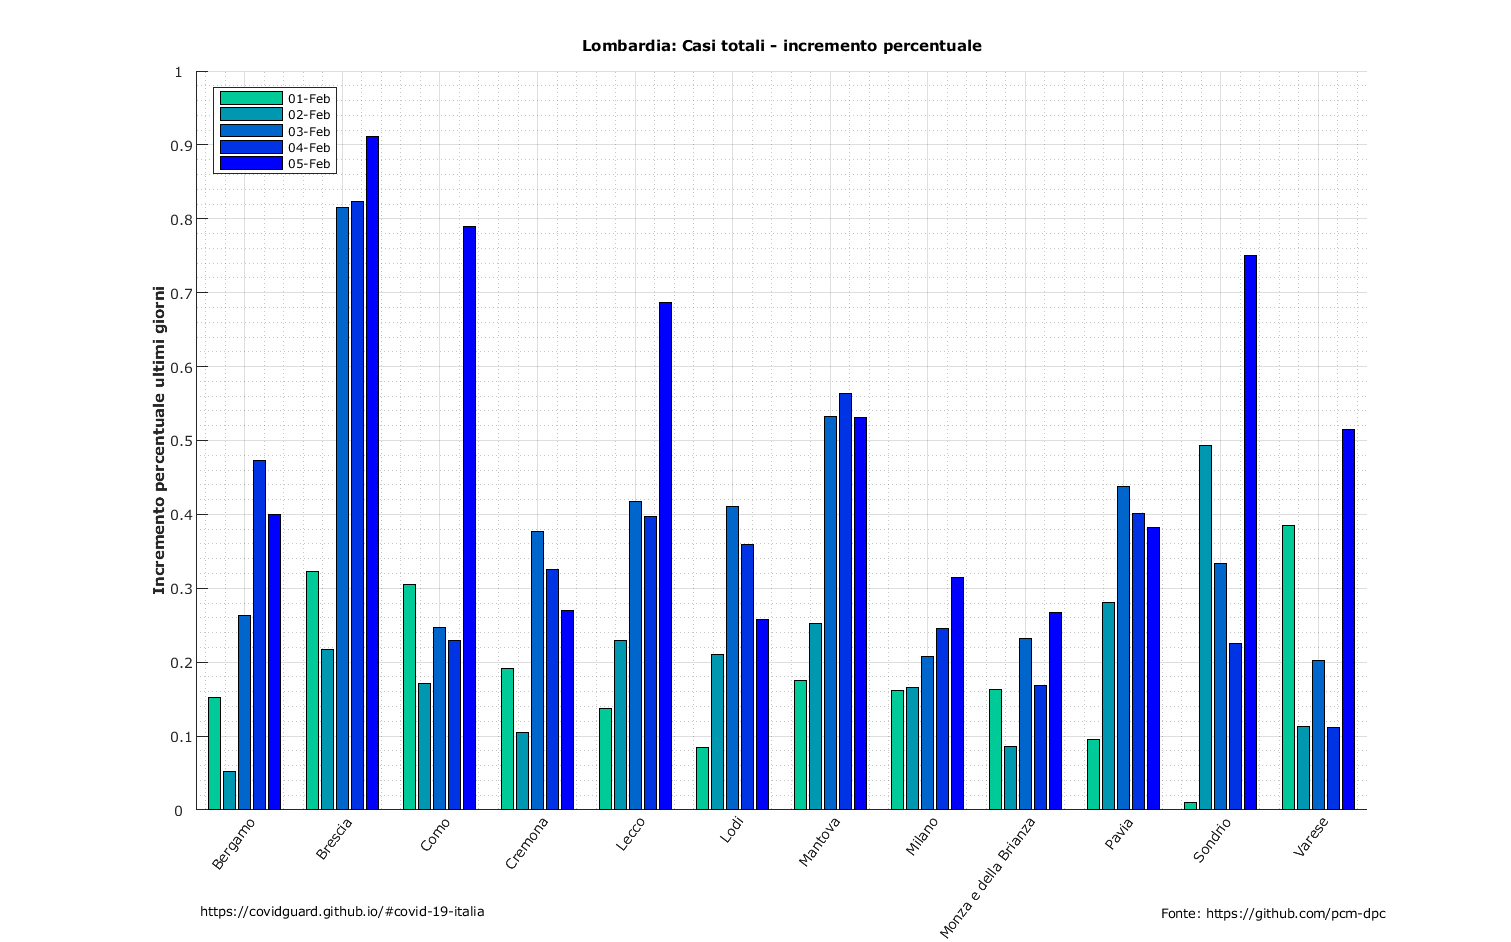 Lombardia: Casi totali - incremento percentuale
Incremento percentuale ultimi giorni
1
0.9
0.8
0.7
0.6
0.5
0.4
0.3
0.2
0.1
0
01-Feb
02-Feb
03-Feb
04-Feb
05-Feb
Bergamo
Brescia
Como
Cremona
Lecco
Lodi
Mantova
Milano
Monza e della Brianza
Pavia
Sondrio
Varese
https://covidguard.github.io/#covid-19-italia
Fonte: https://github.com/pcm-dpc